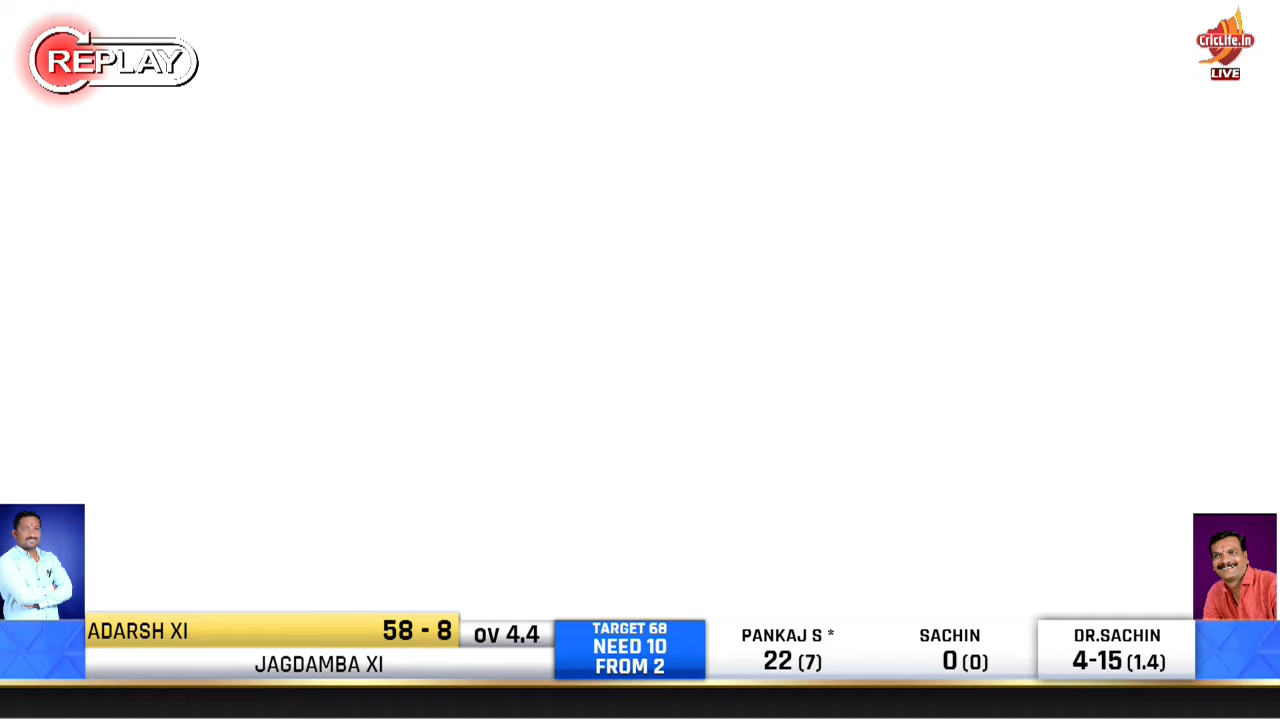 REPLAY
CricLife.in
LIVE
ADARSH XI 58 - 8 OV 4.4
JAGDAMBA XI
TARGET 68
NEED 10
FROM 2
PANKAJ S *
22 (7)
SACHIN
0 (0)
DR.SACHIN
4-15 (1.4)